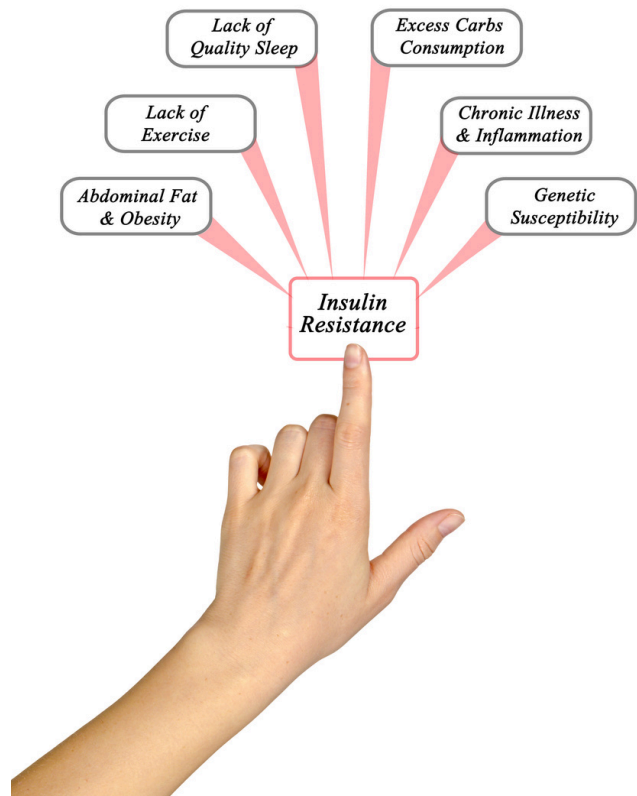 Lack of
Quality Sleep
Excess Carbs
Consumption
Lack of
Exercise
Chronic Illness
& Inflammation
Abdominal Fat
& Obesity
Genetic
Susceptibility
Insulin
Resistance